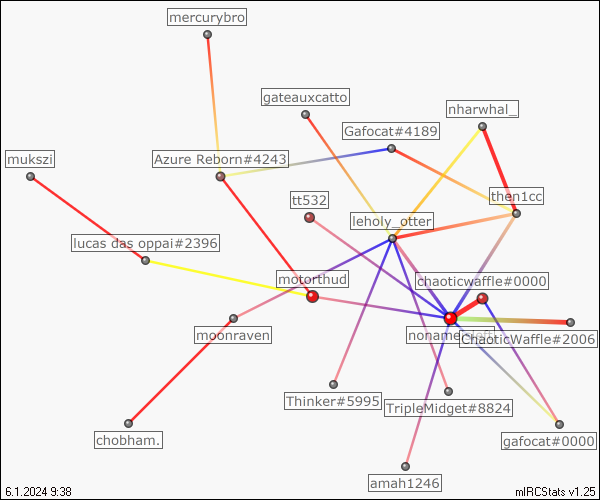 mercurybro
gateauxcatto
nharwhal_
Gafocat#4189
mukszi
Azure Reborn#4243
tt532
then1cc
leholy_otter
lucas das oppai#2396
motorthud
chaoticwaffle#0000
moonraven
ChaoticWaffle#2006
Thinker#5995
TripleMidget#8824
chobham.
gafocat#0000
amah1246
6.1.2024 9:38
mIRCStats v1.25